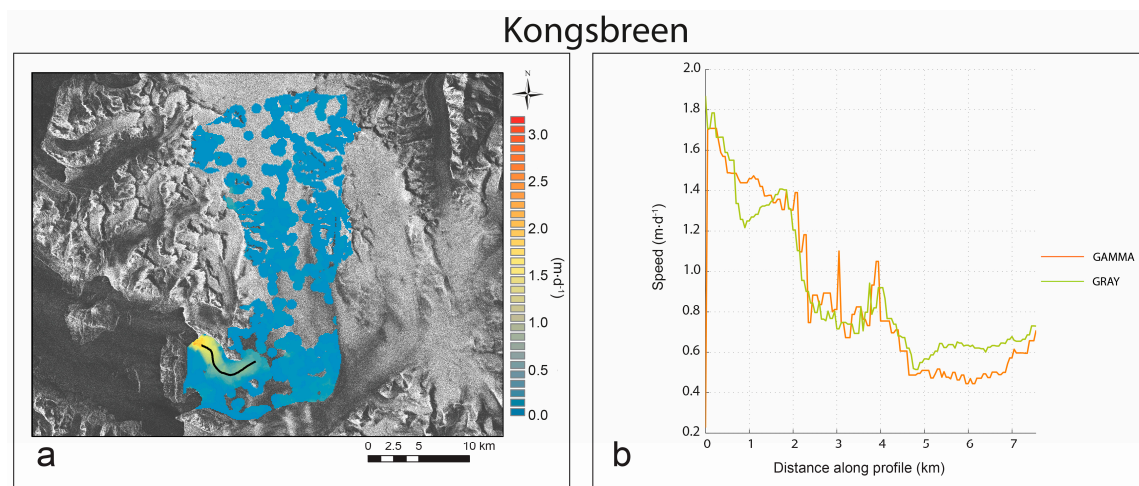 Kongsbreen
N
3.0
2.5
2.0
1.5
1.0
0.5
0.0
(m·d⁻¹)
0 2.5 5 10 km
a
2.0
1.8
1.6
1.4
1.2
1.0
0.8
0.6
0.4
0.2
Speed (m·d⁻¹)
0 1 2 3 4 5 6 7
Distance along profile (km)
GAMMA
GRAY
b